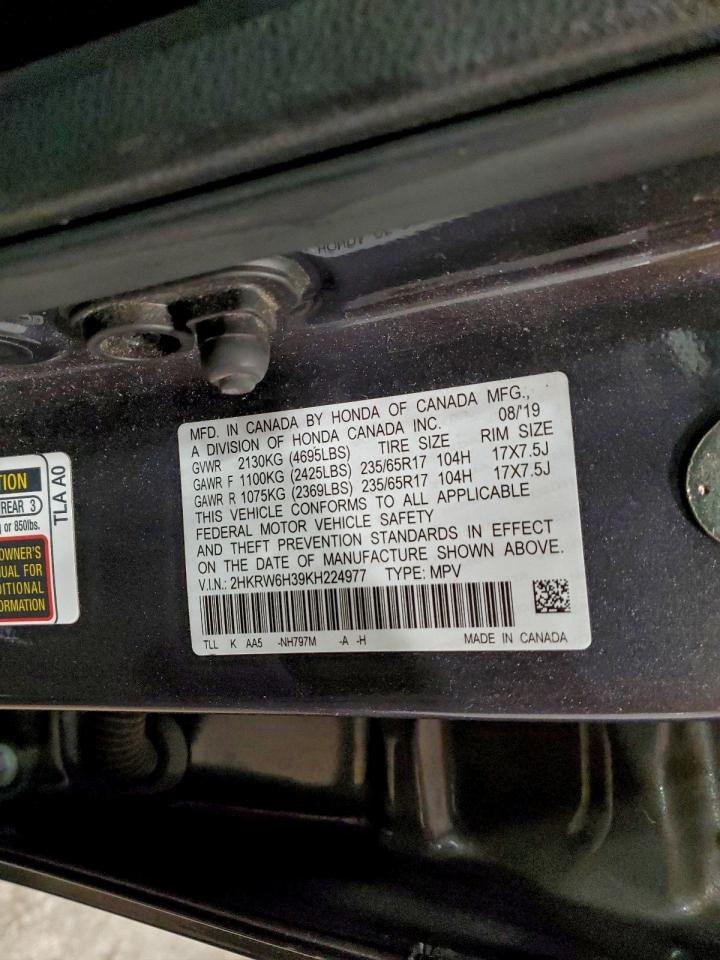 MFD. IN CANADA BY HONDA OF CANADA MFG.,
A DIVISION OF HONDA CANADA INC. 08/'19
GVWR 2130KG (4695LBS) TIRE SIZE RIM SIZE
GAWR F 1100KG (2425LBS) 235/65R17 104H 17X7.5J
GAWR R 1075KG (2369LBS) 235/65R17 104H 17X7.5J
THIS VEHICLE CONFORMS TO ALL APPLICABLE
FEDERAL MOTOR VEHICLE SAFETY
AND THEFT PREVENTION STANDARDS IN EFFECT
ON THE DATE OF MANUFACTURE SHOWN ABOVE.
V.I.N.: 2HKRW6H39KH224977 TYPE: MPV
TLL K AA5 -NH797M -A -H MADE IN CANADA
TION
REAR 3
or 850lbs.
OWNER'S
UAL FOR
DITIONAL
ORMATION
TLA A0